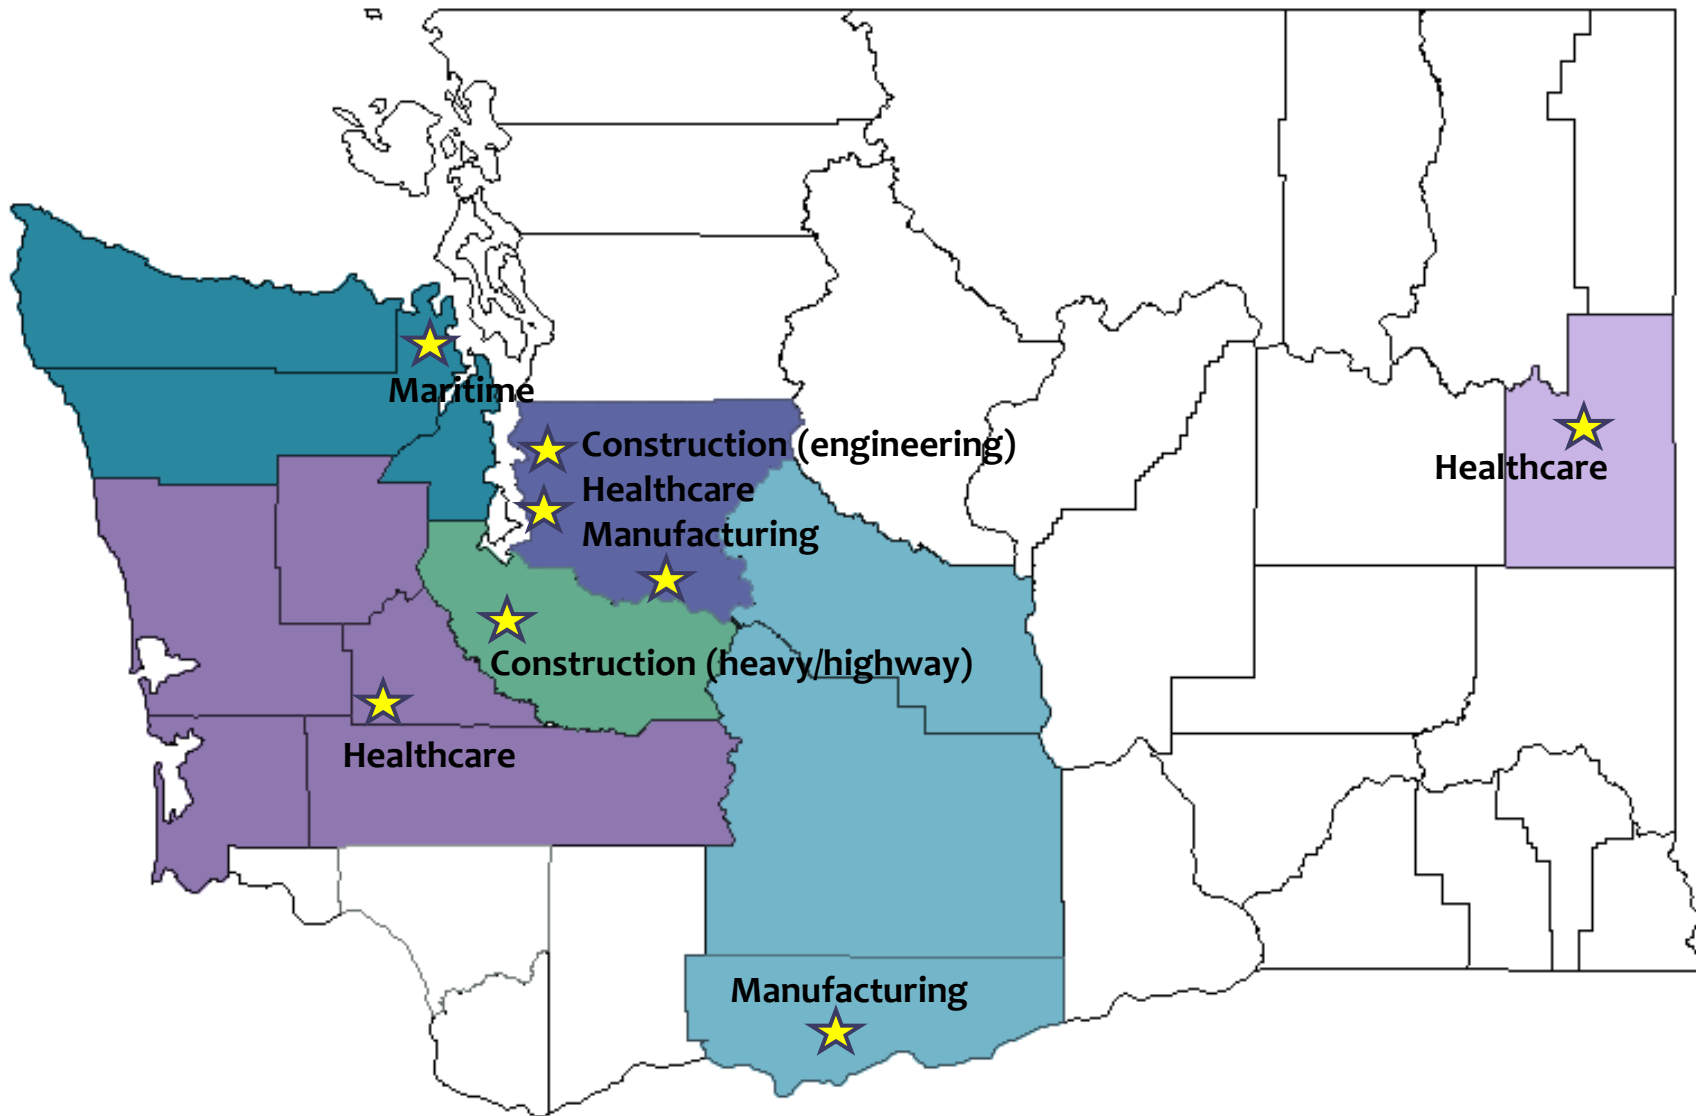 Maritime
Construction (engineering)
Healthcare
Manufacturing
Healthcare
Construction (heavy/highway)
Healthcare
Manufacturing